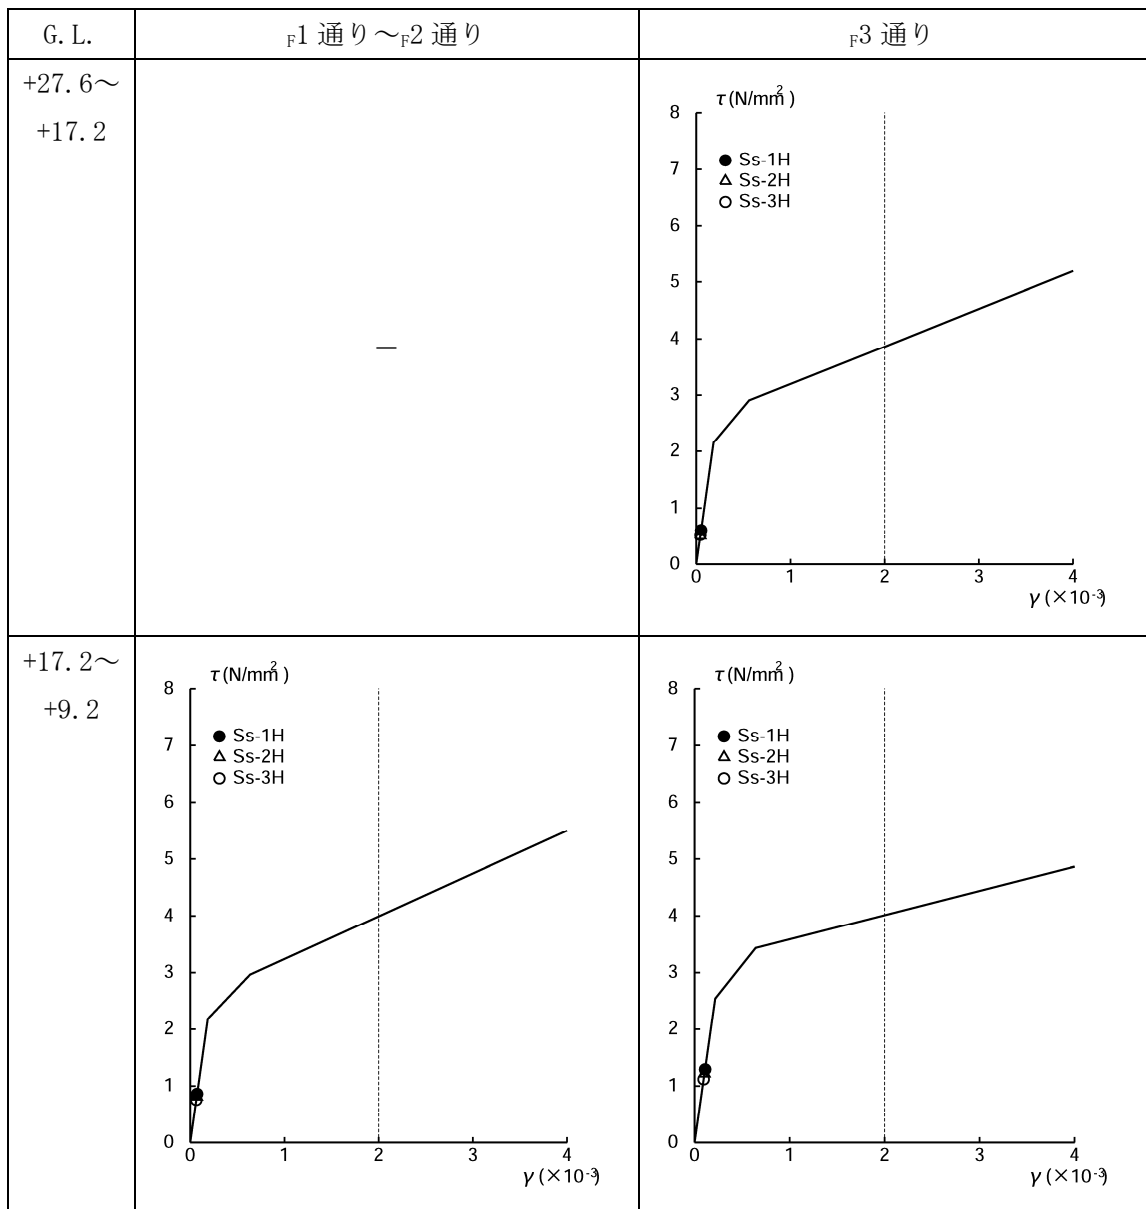 G.L.
F1 通り～F2 通り
F3 通り
+27.6～
+17.2
—
τ(N/mm2)
8
7
6
5
4
3
2
1
0
● Ss-1H
△ Ss-2H
○ Ss-3H
0 1 2 3 4
γ(×10-3)
+17.2～
+9.2
τ(N/mm2)
8
7
6
5
4
3
2
1
0
● Ss-1H
△ Ss-2H
○ Ss-3H
0 1 2 3 4
γ(×10-3)
τ(N/mm2)
8
7
6
5
4
3
2
1
0
● Ss-1H
△ Ss-2H
○ Ss-3H
0 1 2 3 4
γ(×10-3)